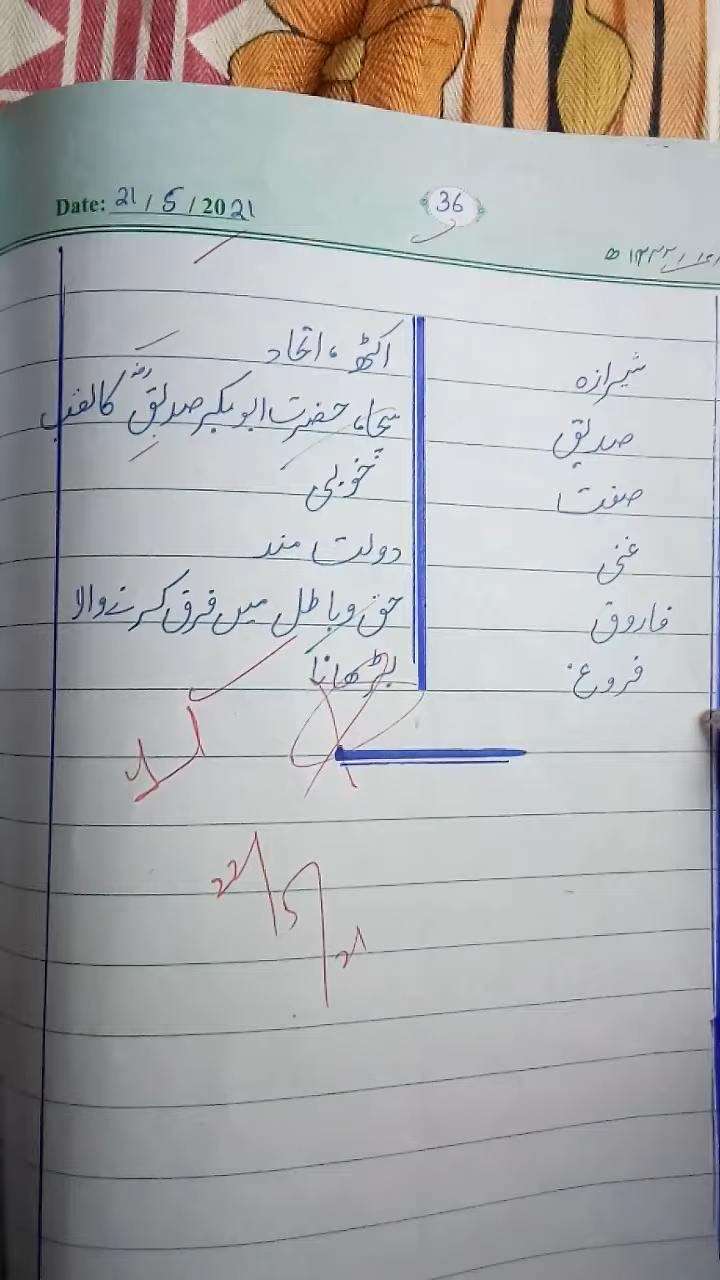 Date: 21 / 5 / 2021
36
شیرازہ اکٹھ، اتحاد
صدیق سچا، حضرت ابوبکر صدیقؓ کا لقب
صفت خوبی
غنی دولت مند
فاروق حق و باطل میں فرق کرنے والا
فروغ بڑھانا